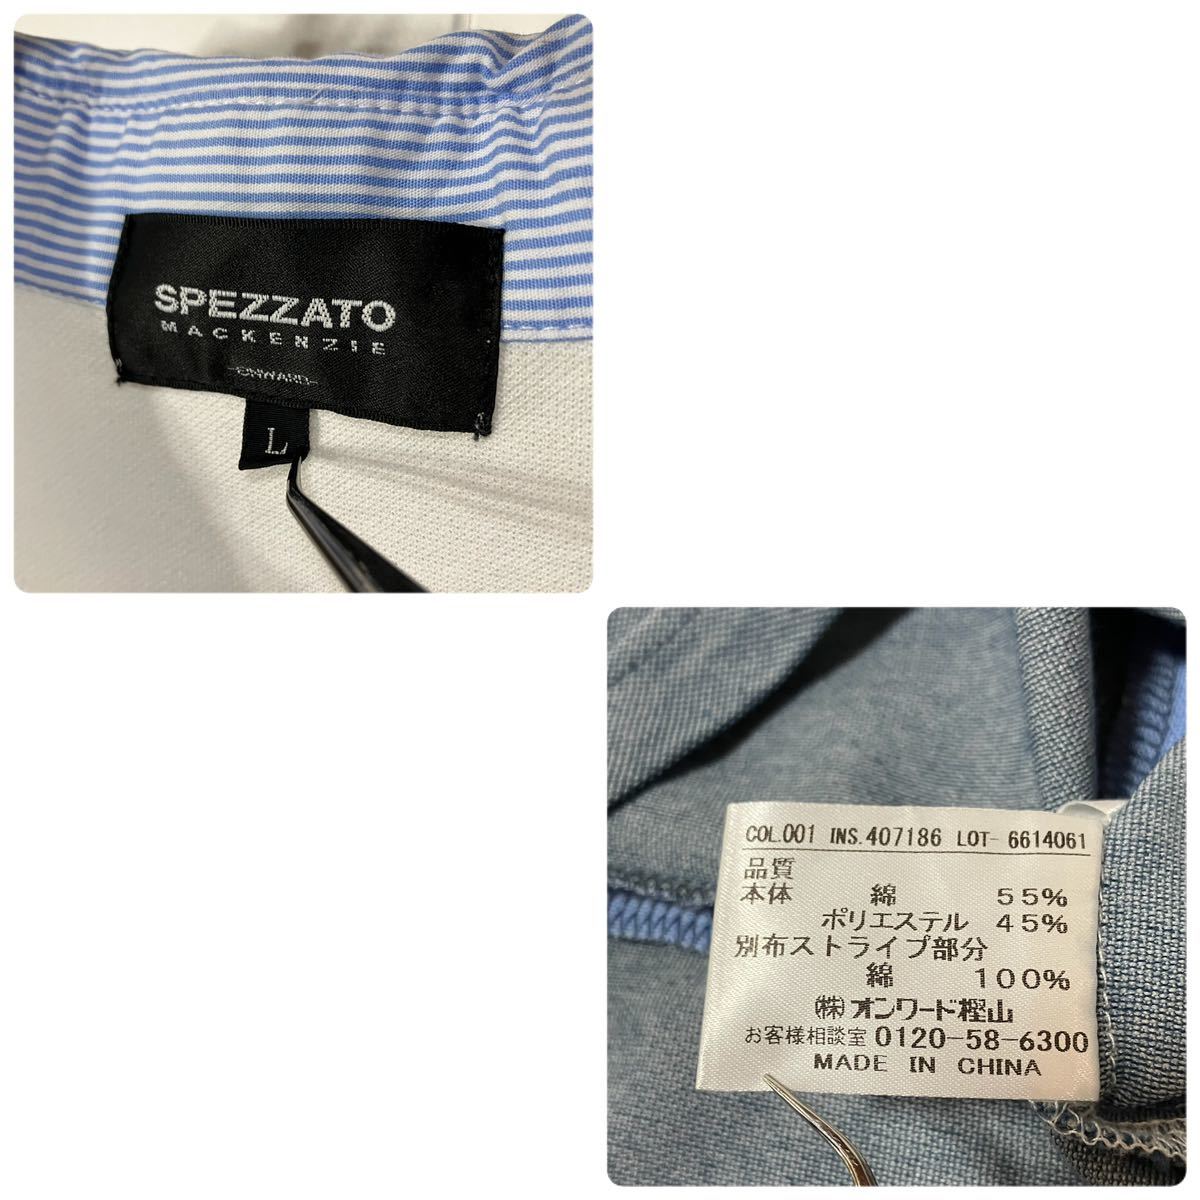 SPEZZATO
MACKENZIE
-ONWARD-
L
COL.001 INS.407186 LOT- 6614061
品質
本体 綿 55%
ポリエステル 45%
別布ストライプ部分
綿 100%
㈱オンワード樫山
お客様相談室 0120-58-6300
MADE IN CHINA